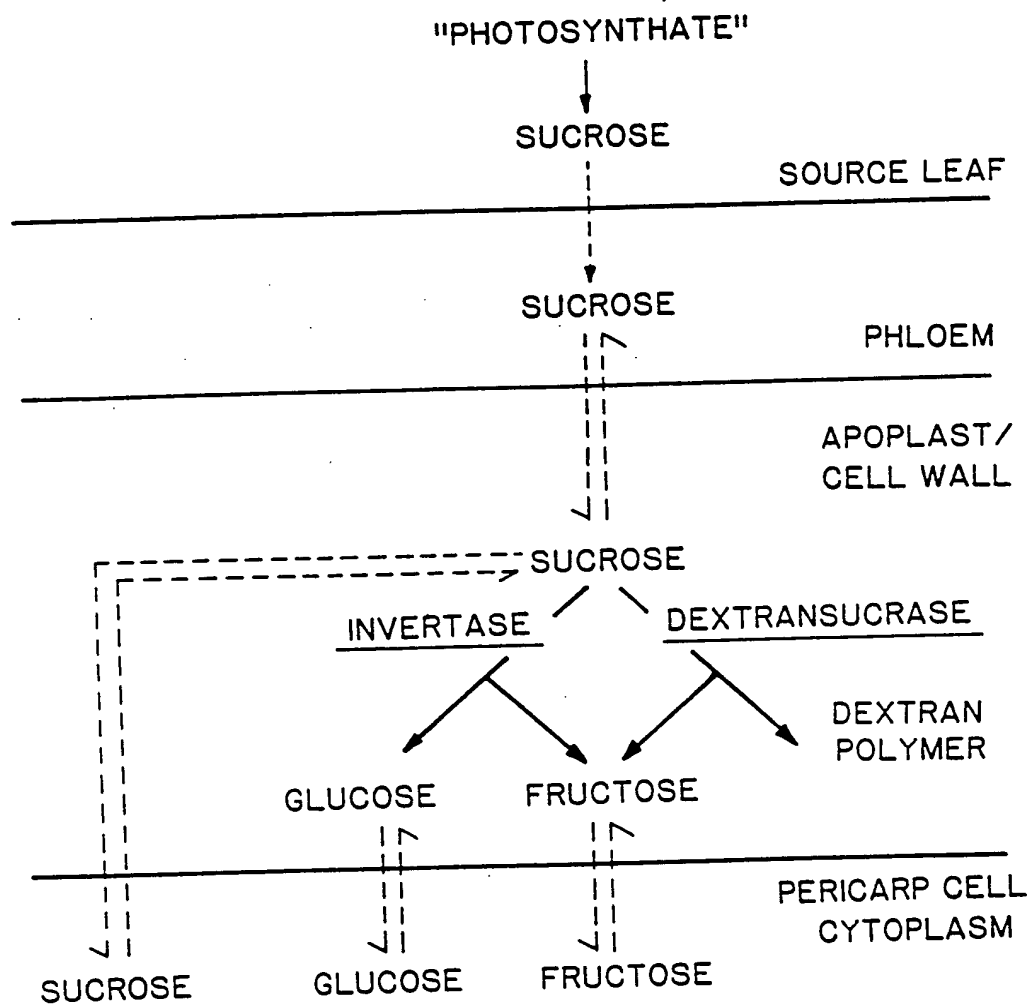 "PHOTOSYNTHATE"
SUCROSE
SOURCE LEAF
SUCROSE
PHLOEM
APOPLAST/
CELL WALL
SUCROSE
INVERTASE
DEXTRANSUCRASE
DEXTRAN
POLYMER
GLUCOSE
FRUCTOSE
PERICARP CELL
CYTOPLASM
SUCROSE
GLUCOSE
FRUCTOSE